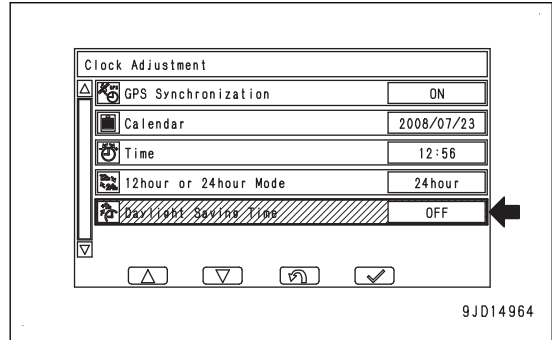 Clock Adjustment
GPS Synchronization ON
Calendar 2008/07/23
Time 12:56
12hour or 24hour Mode 24hour
Daylight Saving Time OFF
9JD14964